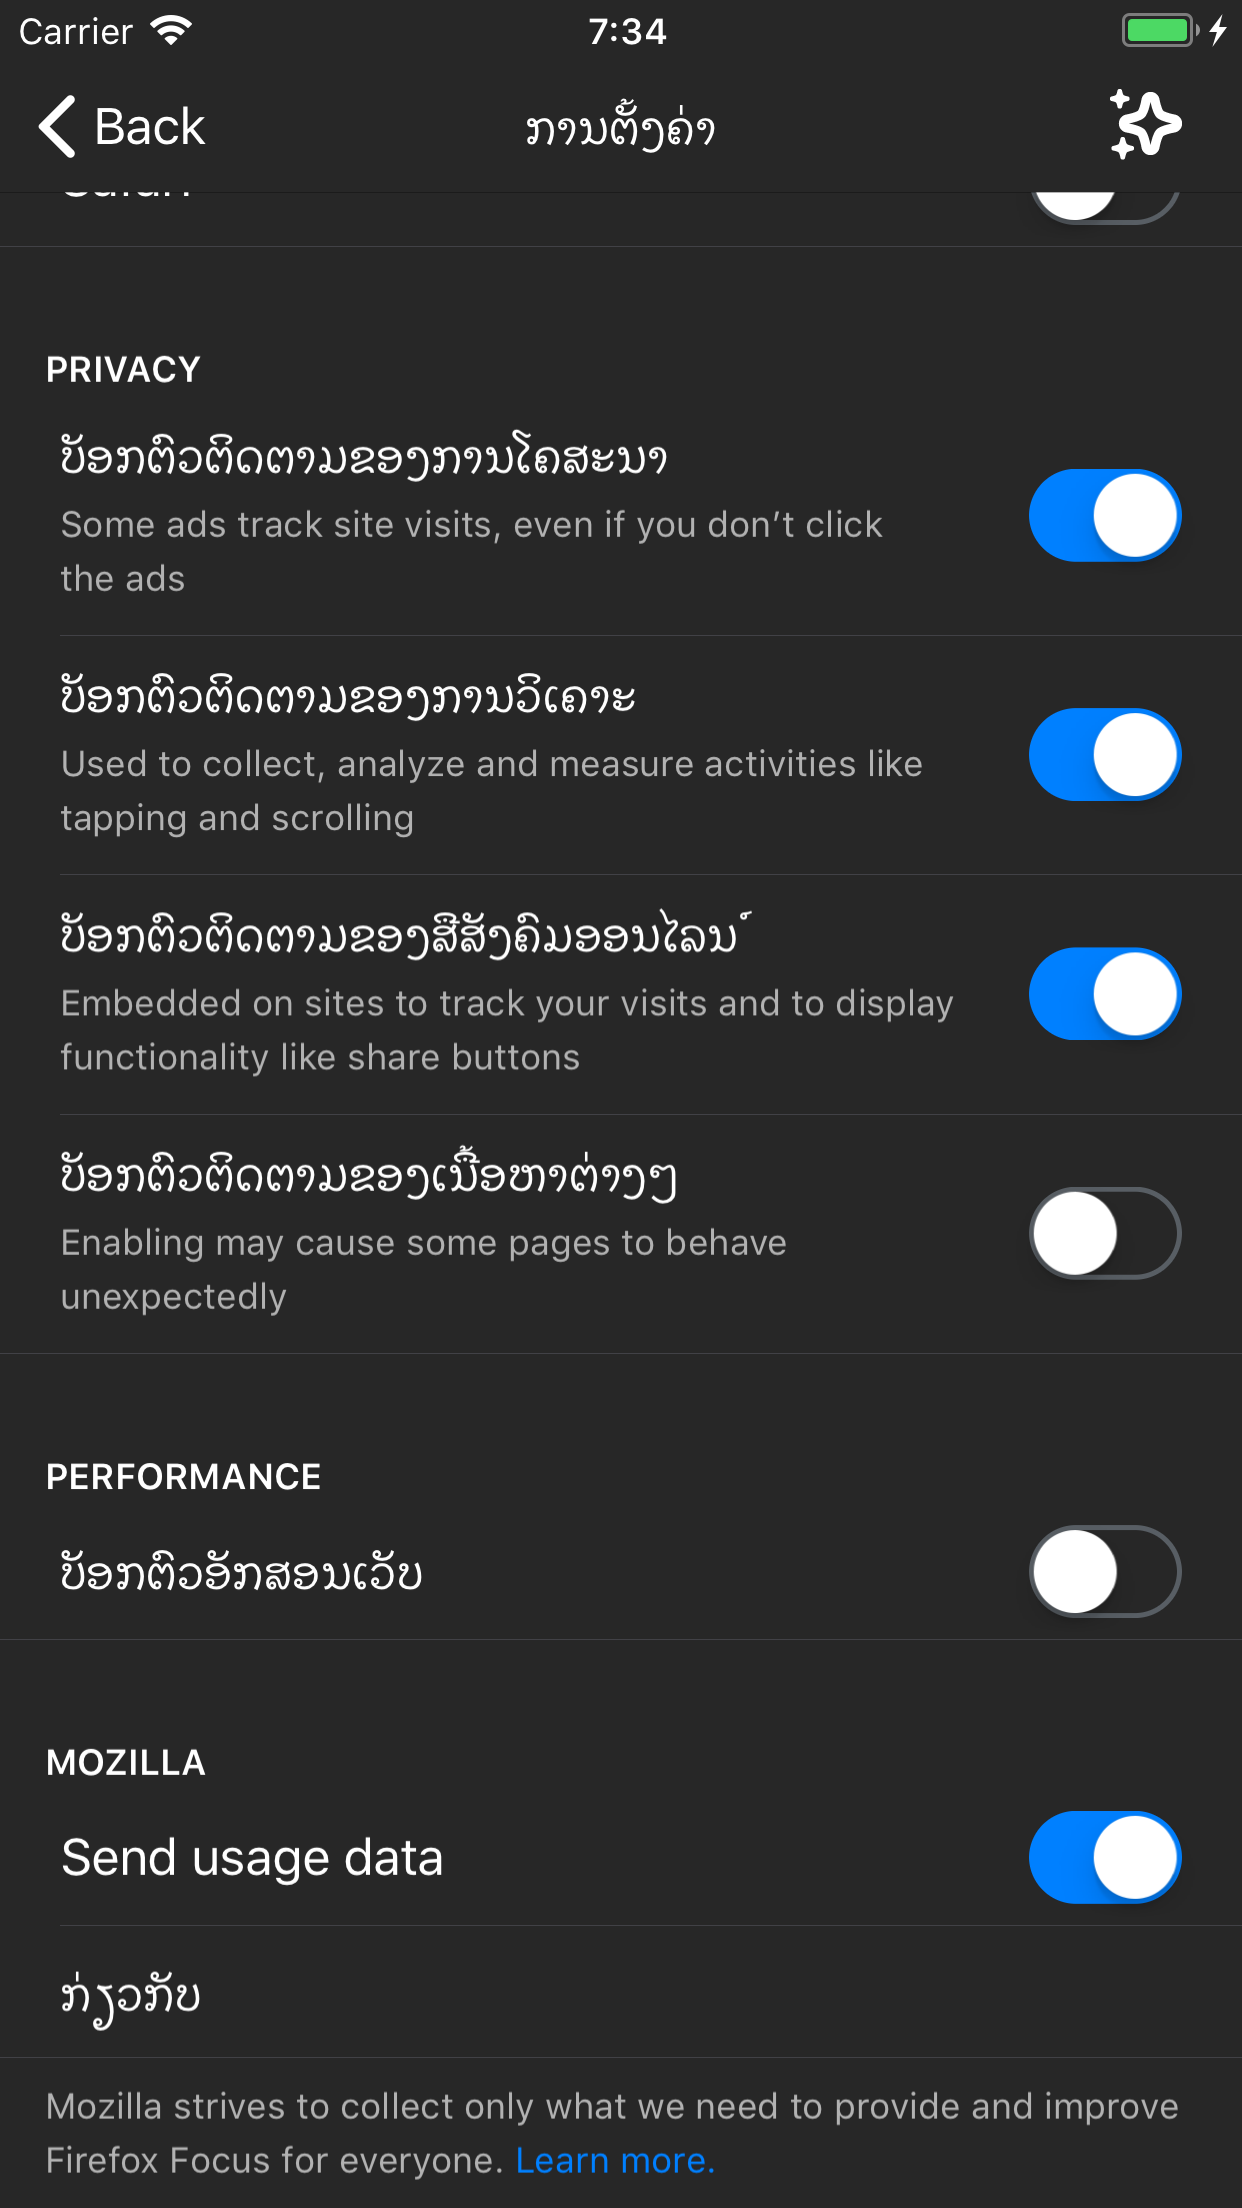 Carrier
7:34
Back
ການຕັ້ງຄ່າ
Safari
PRIVACY
ບັອກຕົວຕິດຕາມຂອງການໂຄສະນາ
Some ads track site visits, even if you don’t click
the ads
ບັອກຕົວຕິດຕາມຂອງການວິເຄາະ
Used to collect, analyze and measure activities like
tapping and scrolling
ບັອກຕົວຕິດຕາມຂອງສືສັງຄົມອອນໄລນ໌
Embedded on sites to track your visits and to display
functionality like share buttons
ບັອກຕົວຕິດຕາມຂອງເນື້ອຫາຕ່າງໆ
Enabling may cause some pages to behave
unexpectedly
PERFORMANCE
ບັອກຕົວອັກສອນເວັບ
MOZILLA
Send usage data
ກ່ຽວກັບ
Mozilla strives to collect only what we need to provide and improve
Firefox Focus for everyone. Learn more.